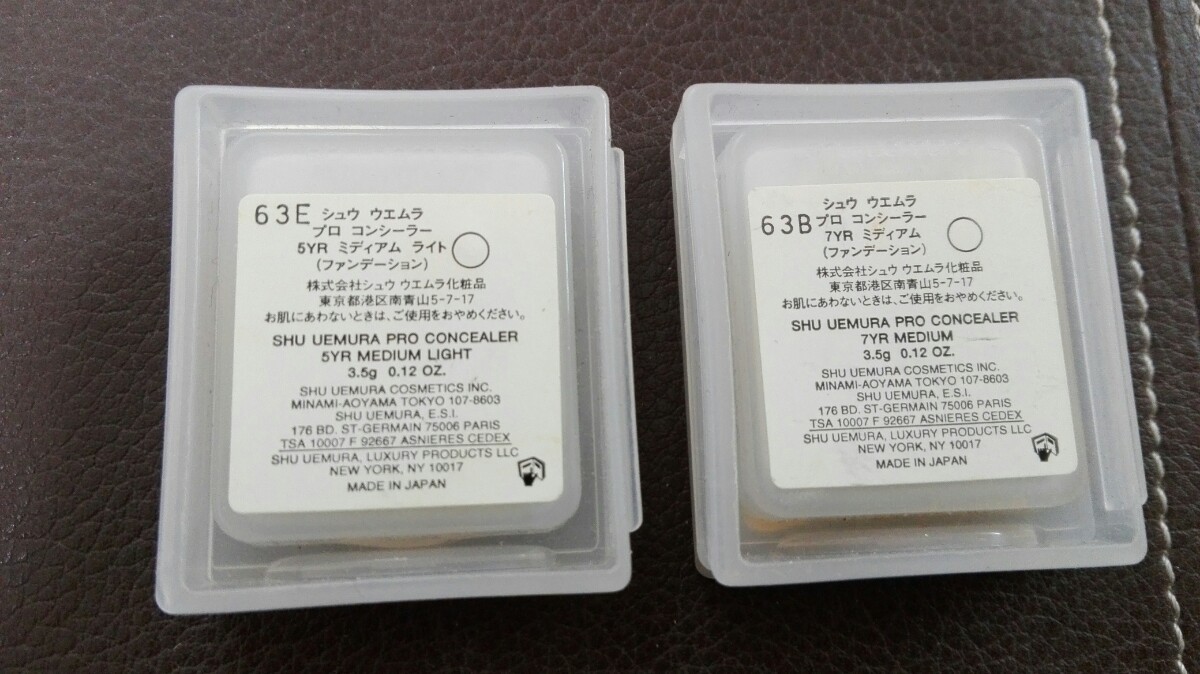 63E シュウ ウエムラ
プロ コンシーラー
5YR ミディアム ライト
(ファンデーション)
株式会社シュウ ウエムラ化粧品
東京都港区南青山5-7-17
お肌にあわないときは、ご使用をおやめください。
SHU UEMURA PRO CONCEALER
5YR MEDIUM LIGHT
3.5g 0.12 OZ.
SHU UEMURA COSMETICS INC.
MINAMI-AOYAMA TOKYO 107-8603
SHU UEMURA, E.S.I.
176 BD. ST-GERMAIN 75006 PARIS
TSA 10007 F 92667 ASNIERES CEDEX
SHU UEMURA, LUXURY PRODUCTS LLC
NEW YORK, NY 10017
MADE IN JAPAN
シュウ ウエムラ
63B プロ コンシーラー
7YR ミディアム
(ファンデーション)
株式会社シュウ ウエムラ化粧品
東京都港区南青山5-7-17
お肌にあわないときは、ご使用をおやめください。
SHU UEMURA PRO CONCEALER
7YR MEDIUM
3.5g 0.12 OZ.
SHU UEMURA COSMETICS INC.
MINAMI-AOYAMA TOKYO 107-8603
SHU UEMURA, E.S.I.
176 BD. ST-GERMAIN 75006 PARIS
TSA 10007 F 92667 ASNIERES CEDEX
SHU UEMURA, LUXURY PRODUCTS LLC
NEW YORK, NY 10017
MADE IN JAPAN